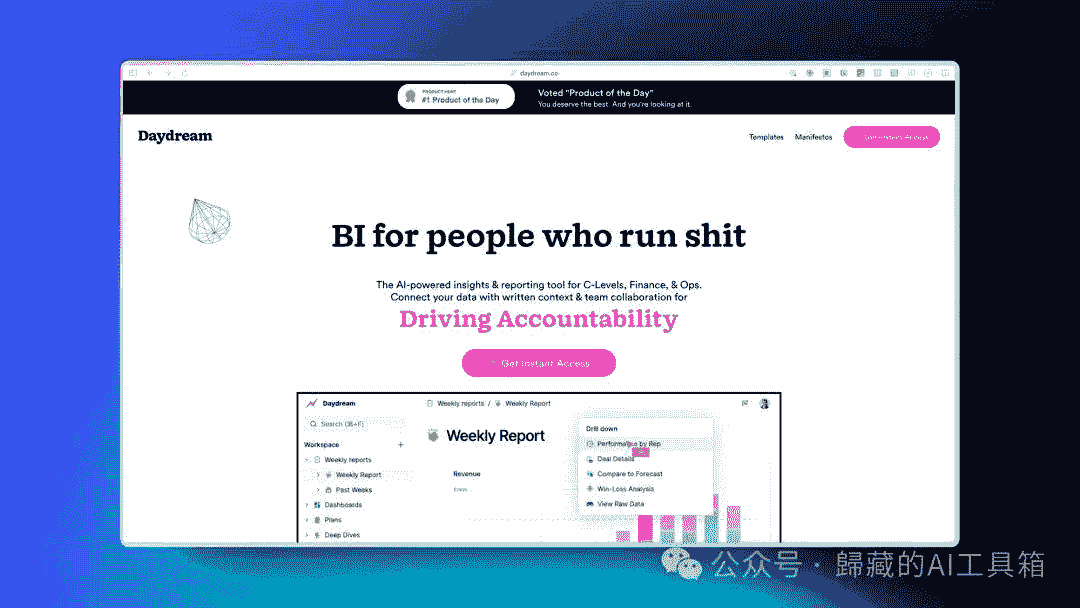 daydream.co
PRODUCT HUNT
#1 Product of the Day
Voted "Product of the Day"
You deserve the best. And you're looking at it.
Daydream
Templates
Manifestos
Get Instant Access
BI for people who run shit
The AI-powered insights & reporting tool for C-Levels, Finance, & Ops.
Connect your data with written context & team collaboration for
Driving Accountability
Get Instant Access
Daydream
Weekly reports / Weekly Report
Search (⌘+F)
Workspace +
Weekly reports
Weekly Report
Past Weeks
Dashboards
Plans
Deep Dives
Weekly Report
Revenue
Drill down
Performance by Rep
Deal Details
Compare to Forecast
Win-Loss Analysis
View Raw Data
公众号 · 歸藏的AI工具箱